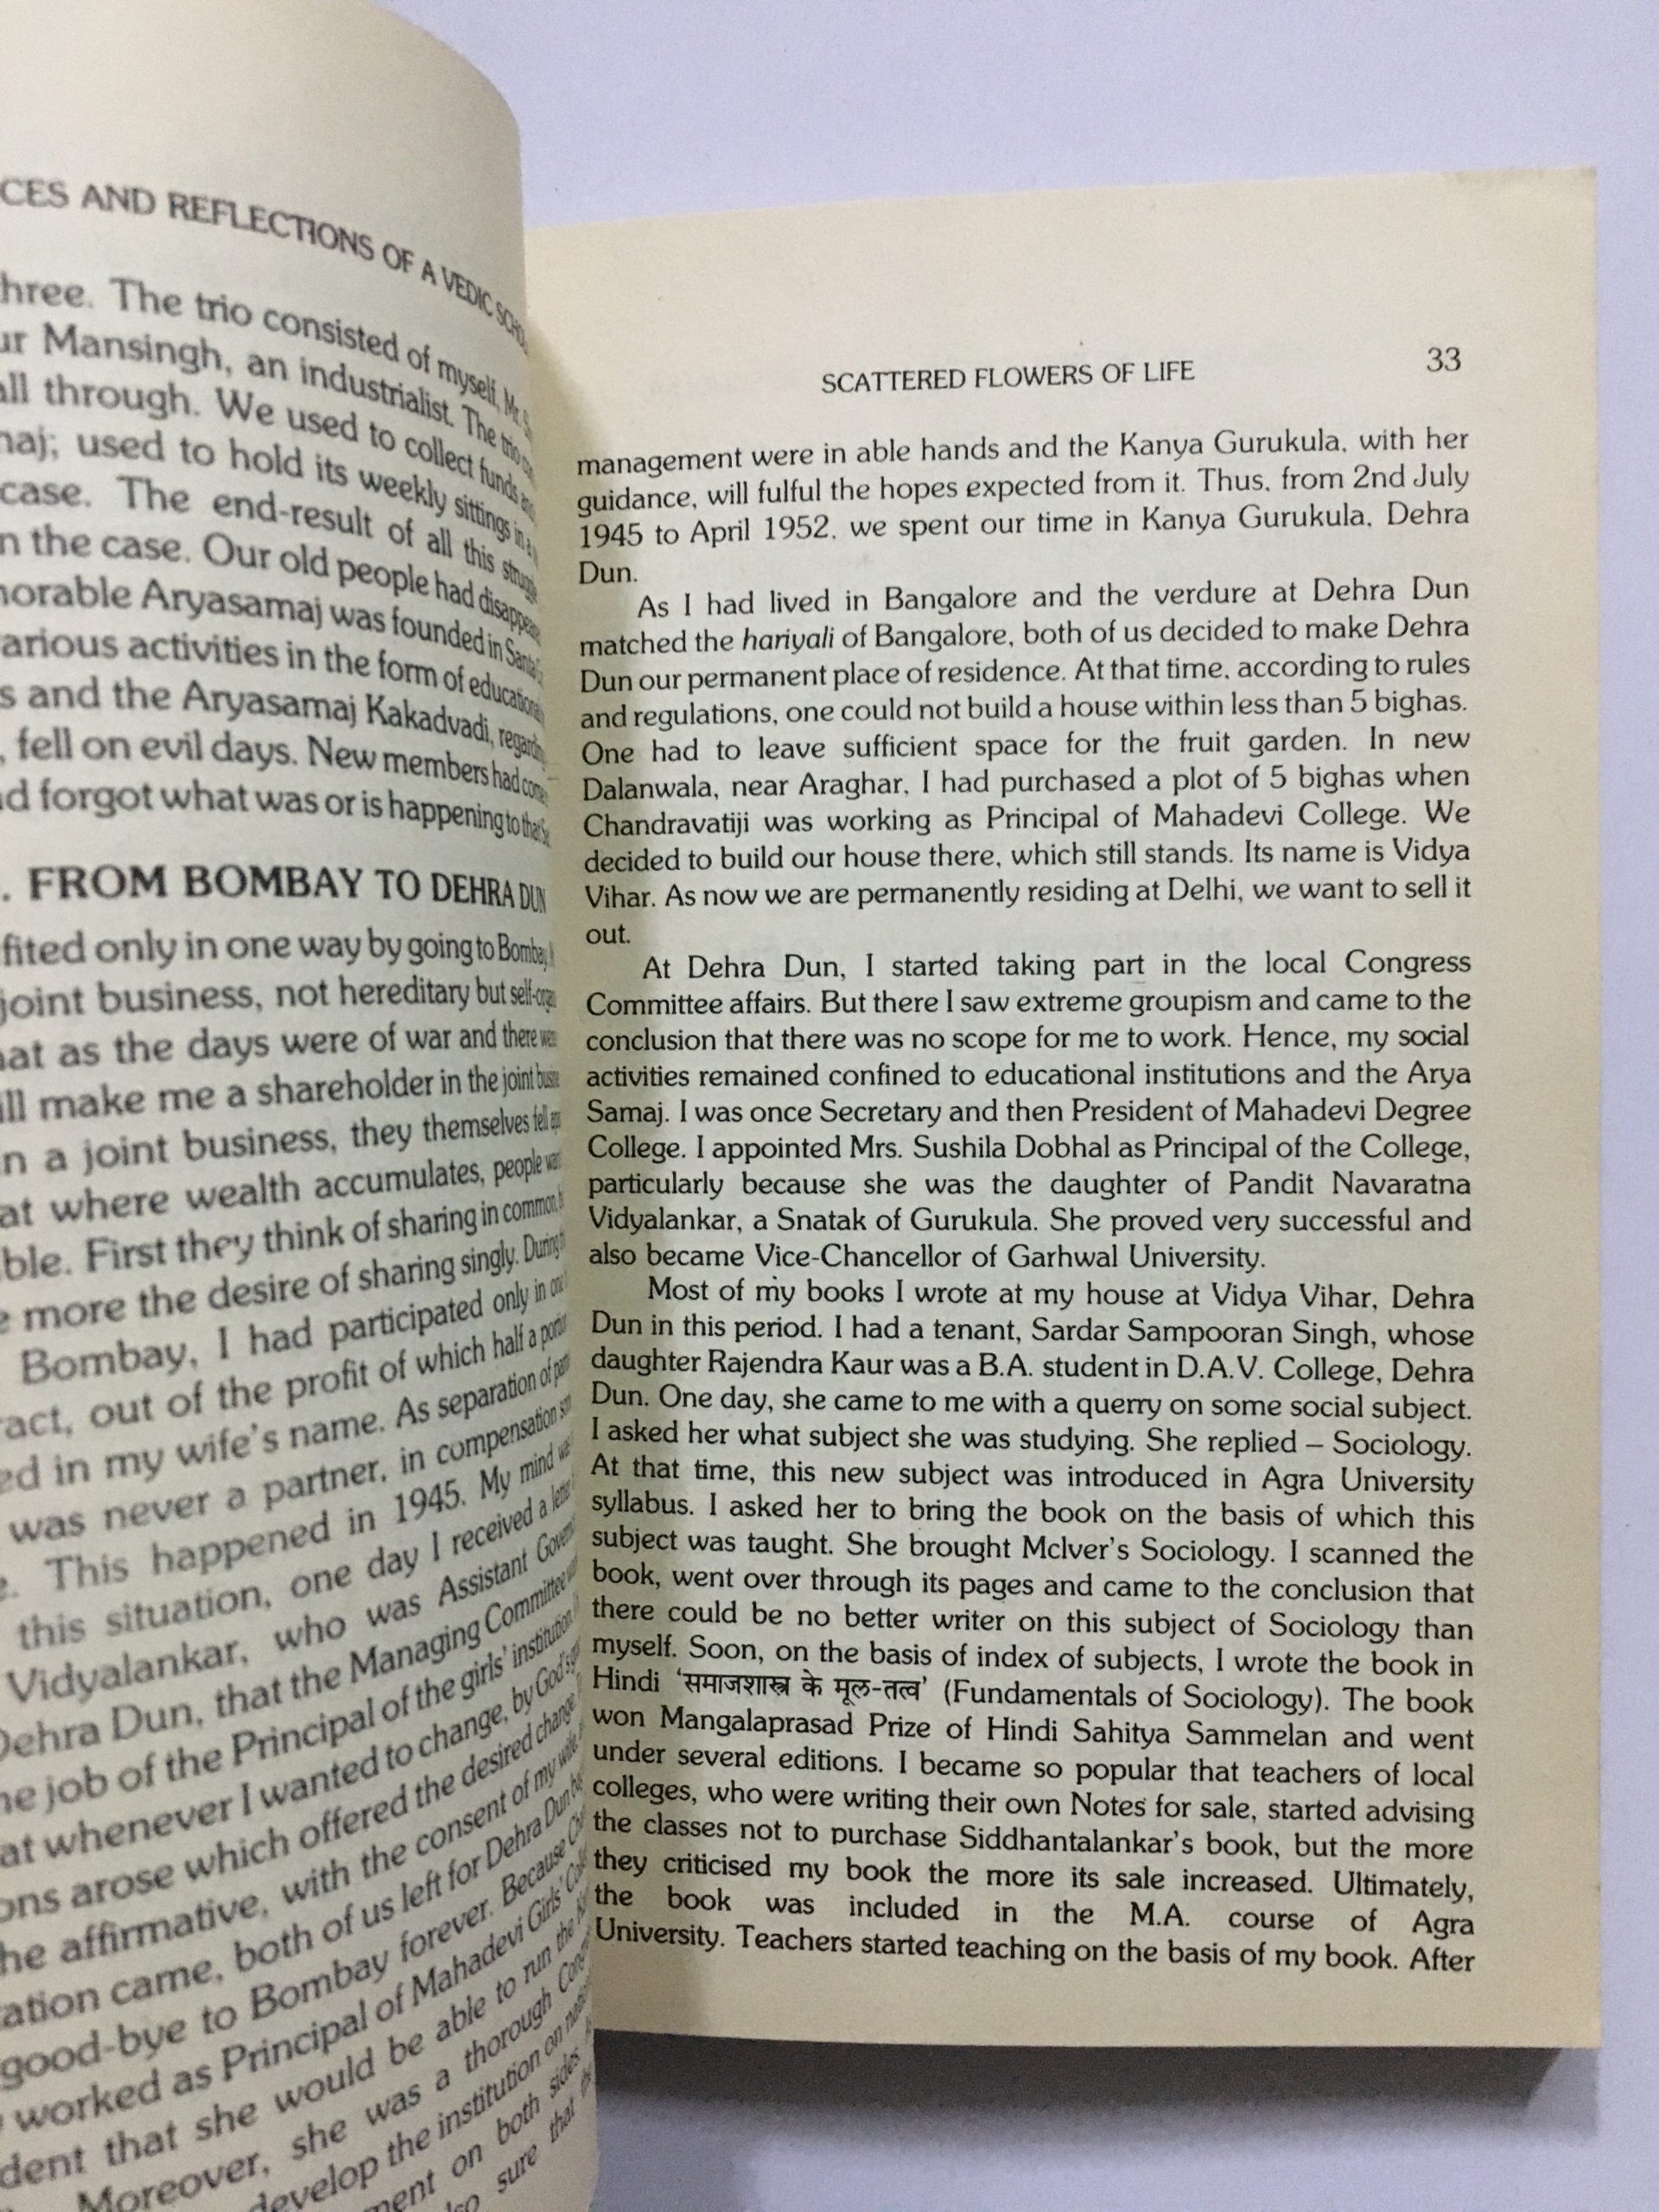 CES AND REFLECTIONS OF A VEDIC
hree. The trio consisted of myself, Mr.
ur Mansingh, an industrialist. The trio
all through. We used to collect funds
naj; used to hold its weekly sittings in
case. The end-result of all this
n the case. Our old people had
norable Aryasamaj was founded in
arious activities in the form of
s and the Aryasamaj Kakadvadi,
, fell on evil days. New members had
nd forgot what was or is happening to
. FROM BOMBAY TO DEHRA DUN
fited only in one way by going to Bombay,
joint business, not hereditary but
nat as the days were of war and there
ill make me a shareholder in the joint
n a joint business, they themselves fell
at where wealth accumulates, people
ble. First they think of sharing in common,
e more the desire of sharing singly. During
Bombay, I had participated only in
ract, out of the profit of which half a
ed in my wife's name. As separation of
was never a partner, in compensation
e. This happened in 1945. My mind
this situation, one day I received a
Vidyalankar, who was Assistant
Dehra Dun, that the Managing Committee
he job of the Principal of the girls' institution
at whenever I wanted to change, by God's
ons arose which offered the desired change
he affirmative, with the consent of my wife
ation came, both of us left for Dehra Dun
good-bye to Bombay forever. Because
worked as Principal of Mahadevi Girls'
dent that she would be able to run the
Moreover, she was a thorough
develop the institution on
ment on both sides
so sure that
SCATTERED FLOWERS OF LIFE 33
management were in able hands and the Kanya Gurukula, with her
guidance, will fulful the hopes expected from it. Thus, from 2nd July
1945 to April 1952, we spent our time in Kanya Gurukula, Dehra
Dun.
As I had lived in Bangalore and the verdure at Dehra Dun
matched the hariyali of Bangalore, both of us decided to make Dehra
Dun our permanent place of residence. At that time, according to rules
and regulations, one could not build a house within less than 5 bighas.
One had to leave sufficient space for the fruit garden. In new
Dalanwala, near Araghar, I had purchased a plot of 5 bighas when
Chandravatiji was working as Principal of Mahadevi College. We
decided to build our house there, which still stands. Its name is Vidya
Vihar. As now we are permanently residing at Delhi, we want to sell it
out.
At Dehra Dun, I started taking part in the local Congress
Committee affairs. But there I saw extreme groupism and came to the
conclusion that there was no scope for me to work. Hence, my social
activities remained confined to educational institutions and the Arya
Samaj. I was once Secretary and then President of Mahadevi Degree
College. I appointed Mrs. Sushila Dobhal as Principal of the College,
particularly because she was the daughter of Pandit Navaratna
Vidyalankar, a Snatak of Gurukula. She proved very successful and
also became Vice-Chancellor of Garhwal University.
Most of my books I wrote at my house at Vidya Vihar, Dehra
Dun in this period. I had a tenant, Sardar Sampooran Singh, whose
daughter Rajendra Kaur was a B.A. student in D.A.V. College, Dehra
Dun. One day, she came to me with a querry on some social subject.
I asked her what subject she was studying. She replied – Sociology.
At that time, this new subject was introduced in Agra University
syllabus. I asked her to bring the book on the basis of which this
subject was taught. She brought McIver's Sociology. I scanned the
book, went over through its pages and came to the conclusion that
there could be no better writer on this subject of Sociology than
myself. Soon, on the basis of index of subjects, I wrote the book in
Hindi ‘समाजशास्त्र के मूल-तत्व’ (Fundamentals of Sociology). The book
won Mangalaprasad Prize of Hindi Sahitya Sammelan and went
under several editions. I became so popular that teachers of local
colleges, who were writing their own Notes for sale, started advising
the classes not to purchase Siddhantalankar's book, but the more
they criticised my book the more its sale increased. Ultimately,
the book was included in the M.A. course of Agra
University. Teachers started teaching on the basis of my book. After